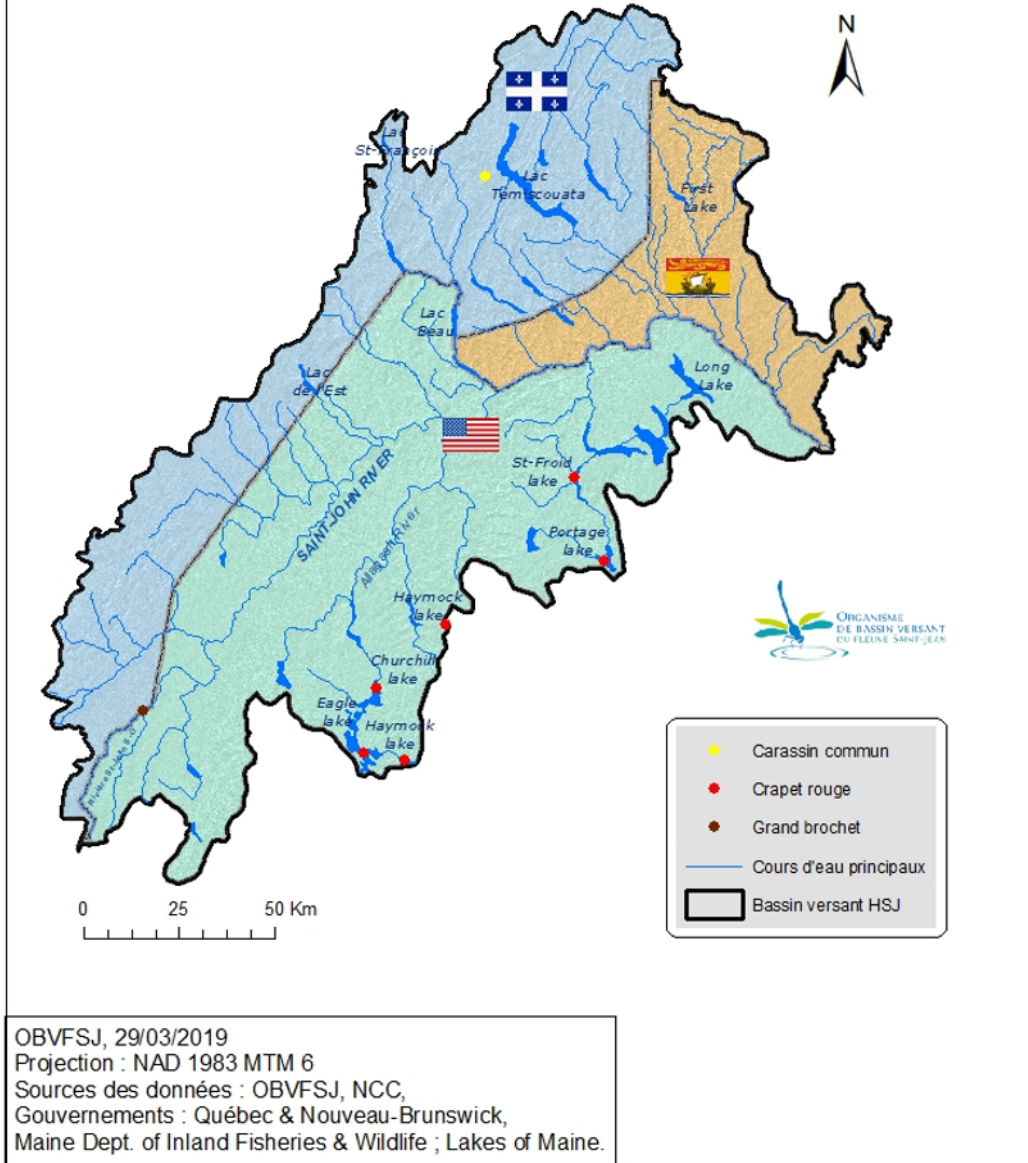 N
Lac
St-François
Lac
Témiscouata
First
Lake
Lac
Beau
Lac
de l'Est
Long
Lake
St-Froid
lake
SAINT-JOHN RIVER
Allagash River
Portage
lake
Haymock
lake
Churchill
lake
Eagle
lake
Haymock
lake
ORGANISME
DE BASSIN VERSANT
DU FLEUVE SAINT-JEAN
Carassin commun
Crapet rouge
Grand brochet
Cours d'eau principaux
Bassin versant HSJ
0 25 50 Km
OBVFSJ, 29/03/2019
Projection : NAD 1983 MTM 6
Sources des données : OBVFSJ, NCC,
Gouvernements : Québec & Nouveau-Brunswick,
Maine Dept. of Inland Fisheries & Wildlife ; Lakes of Maine.